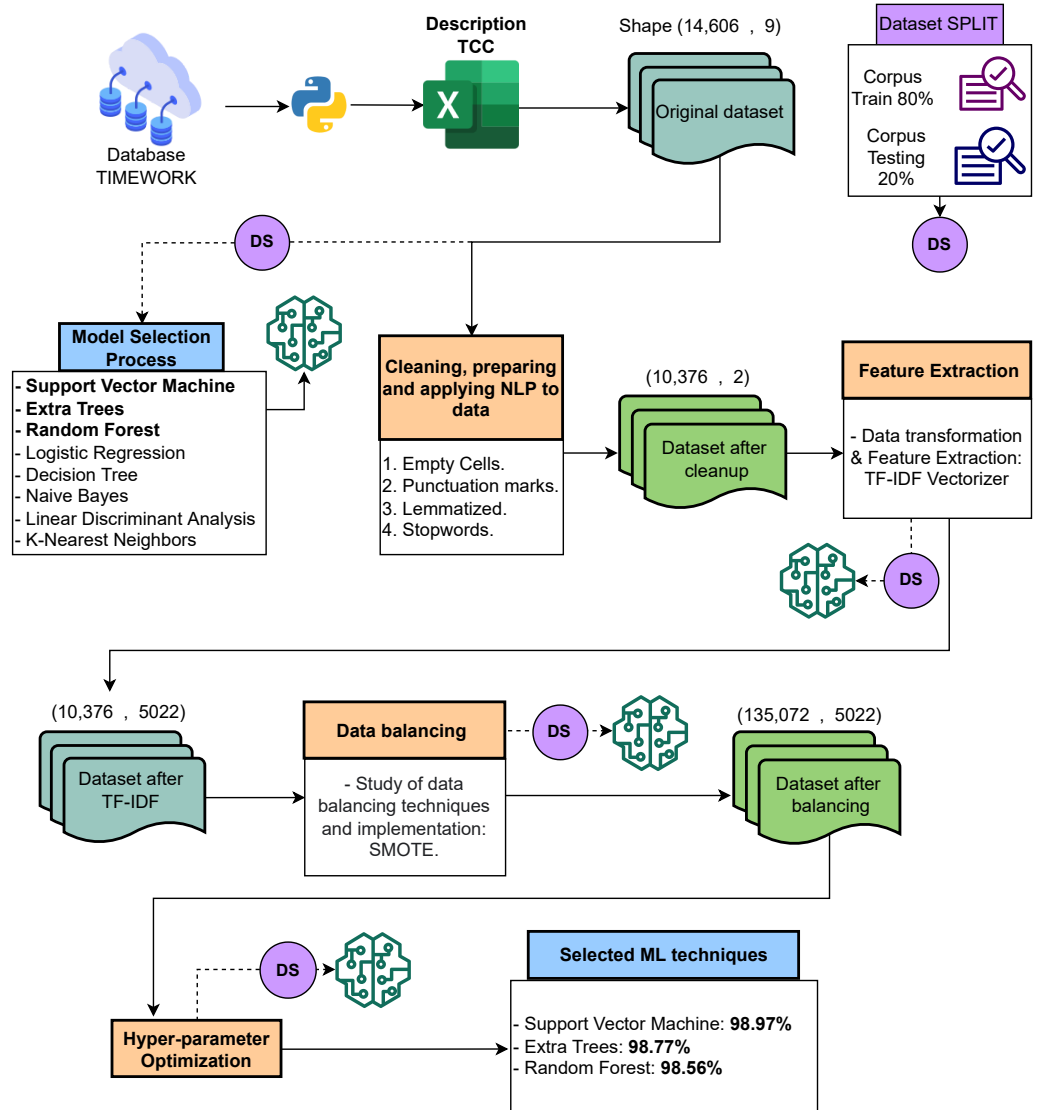 Description
TCC
Shape (14,606 , 9)
Dataset SPLIT
Corpus
Train 80%
Corpus
Testing
20%
DS
X
Original dataset
Database
TIMEWORK
DS
Model Selection
Process
- Support Vector Machine
- Extra Trees
- Random Forest
- Logistic Regression
- Decision Tree
- Naive Bayes
- Linear Discriminant Analysis
- K-Nearest Neighbors
Cleaning, preparing
and applying NLP to
data
1. Empty Cells.
2. Punctuation marks.
3. Lemmatized.
4. Stopwords.
(10,376 , 2)
Dataset after
cleanup
Feature Extraction
- Data transformation
& Feature Extraction:
TF-IDF Vectorizer
DS
(10,376 , 5022)
Dataset after
TF-IDF
Data balancing
- Study of data
balancing techniques
and implementation:
SMOTE.
DS
(135,072 , 5022)
Dataset after
balancing
DS
Hyper-parameter
Optimization
Selected ML techniques
- Support Vector Machine: 98.97%
- Extra Trees: 98.77%
- Random Forest: 98.56%